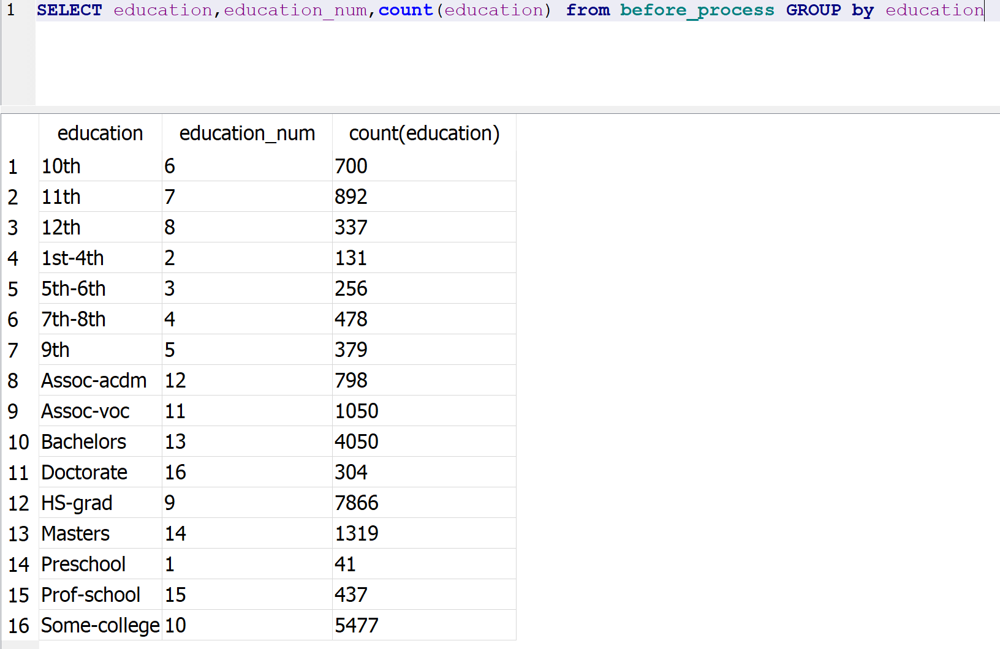 1 SELECT education,education_num,count(education) from before_process GROUP by education
education education_num count(education)
1 10th 6 700
2 11th 7 892
3 12th 8 337
4 1st-4th 2 131
5 5th-6th 3 256
6 7th-8th 4 478
7 9th 5 379
8 Assoc-acdm 12 798
9 Assoc-voc 11 1050
10 Bachelors 13 4050
11 Doctorate 16 304
12 HS-grad 9 7866
13 Masters 14 1319
14 Preschool 1 41
15 Prof-school 15 437
16 Some-college 10 5477